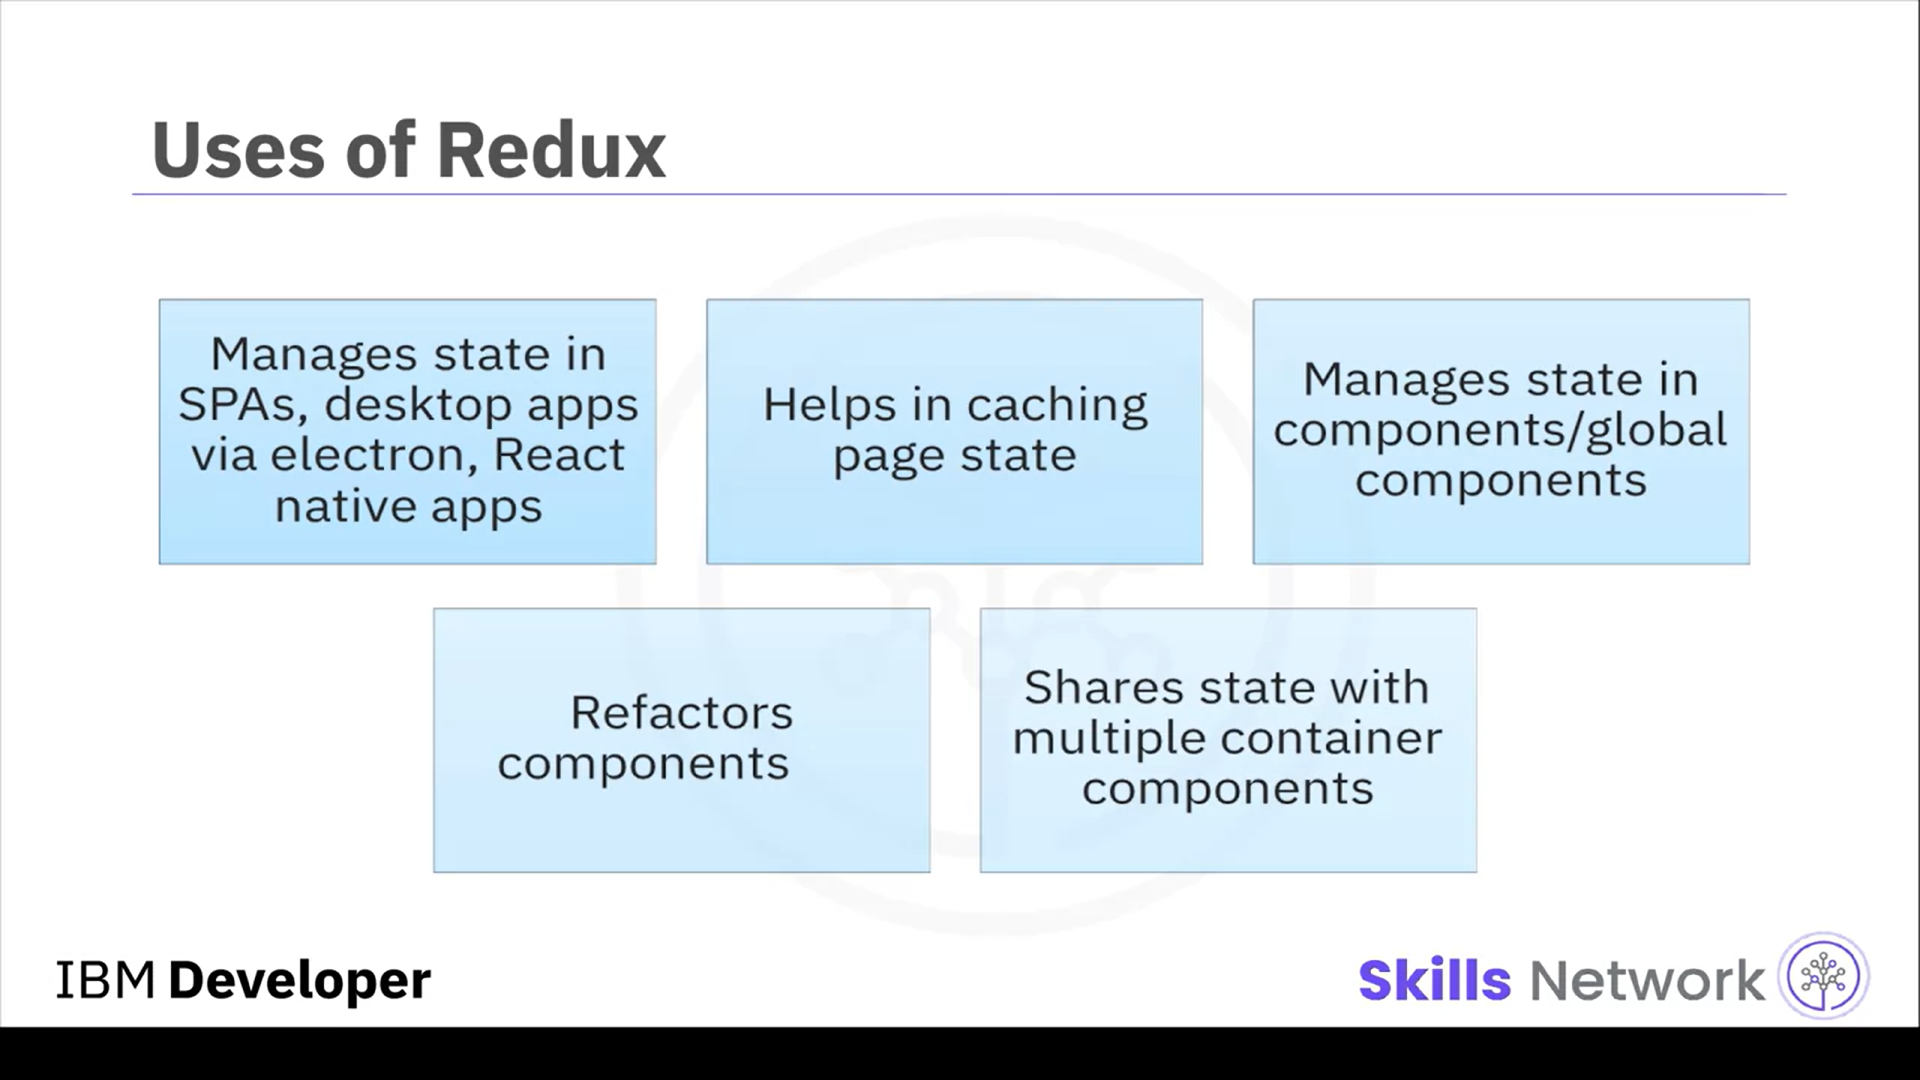 Uses of Redux
Manages state in
SPAs, desktop apps
via electron, React
native apps
Helps in caching
page state
Manages state in
components/global
components
Refactors
components
Shares state with
multiple container
components
IBM Developer
Skills Network